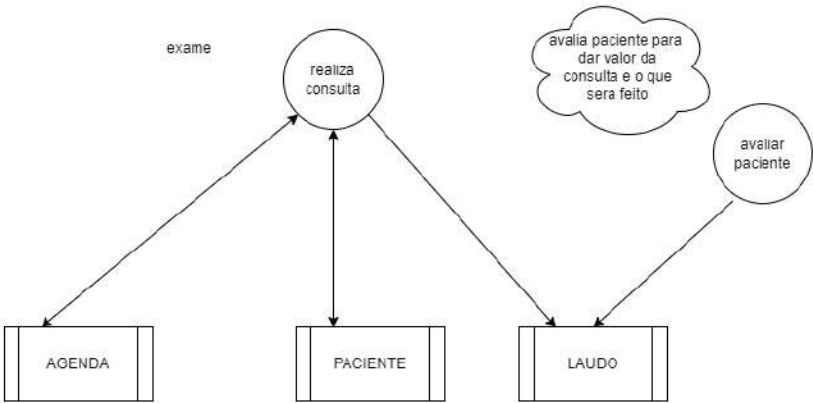 exame
realiza
consulta
avalia paciente para
dar valor da
consulta e o que
sera feito
avaliar
paciente
AGENDA
PACIENTE
LAUDO